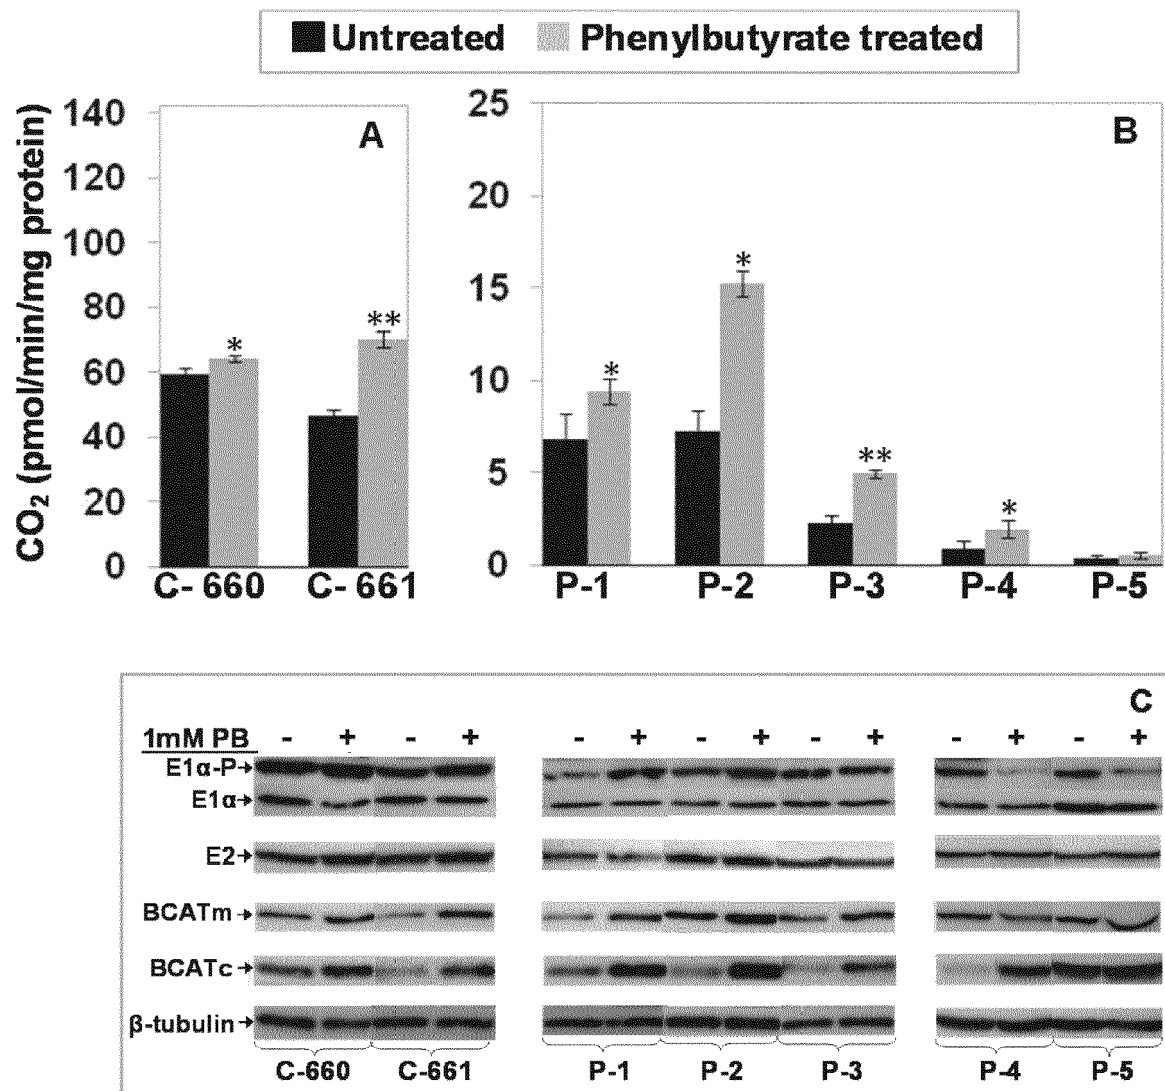 Untreated Phenylbutyrate treated
CO₂ (pmol/min/mg protein)
A
140
120
100
80
60
40
20
0
* **
C- 660 C- 661
B
25
20
15
10
5
0
* * ** *
P-1 P-2 P-3 P-4 P-5
C
1mM PB - + - + - + - + - + - + - +
E1α-P
E1α
E2
BCATm
BCATc
β-tubulin
C-660 C-661 P-1 P-2 P-3 P-4 P-5